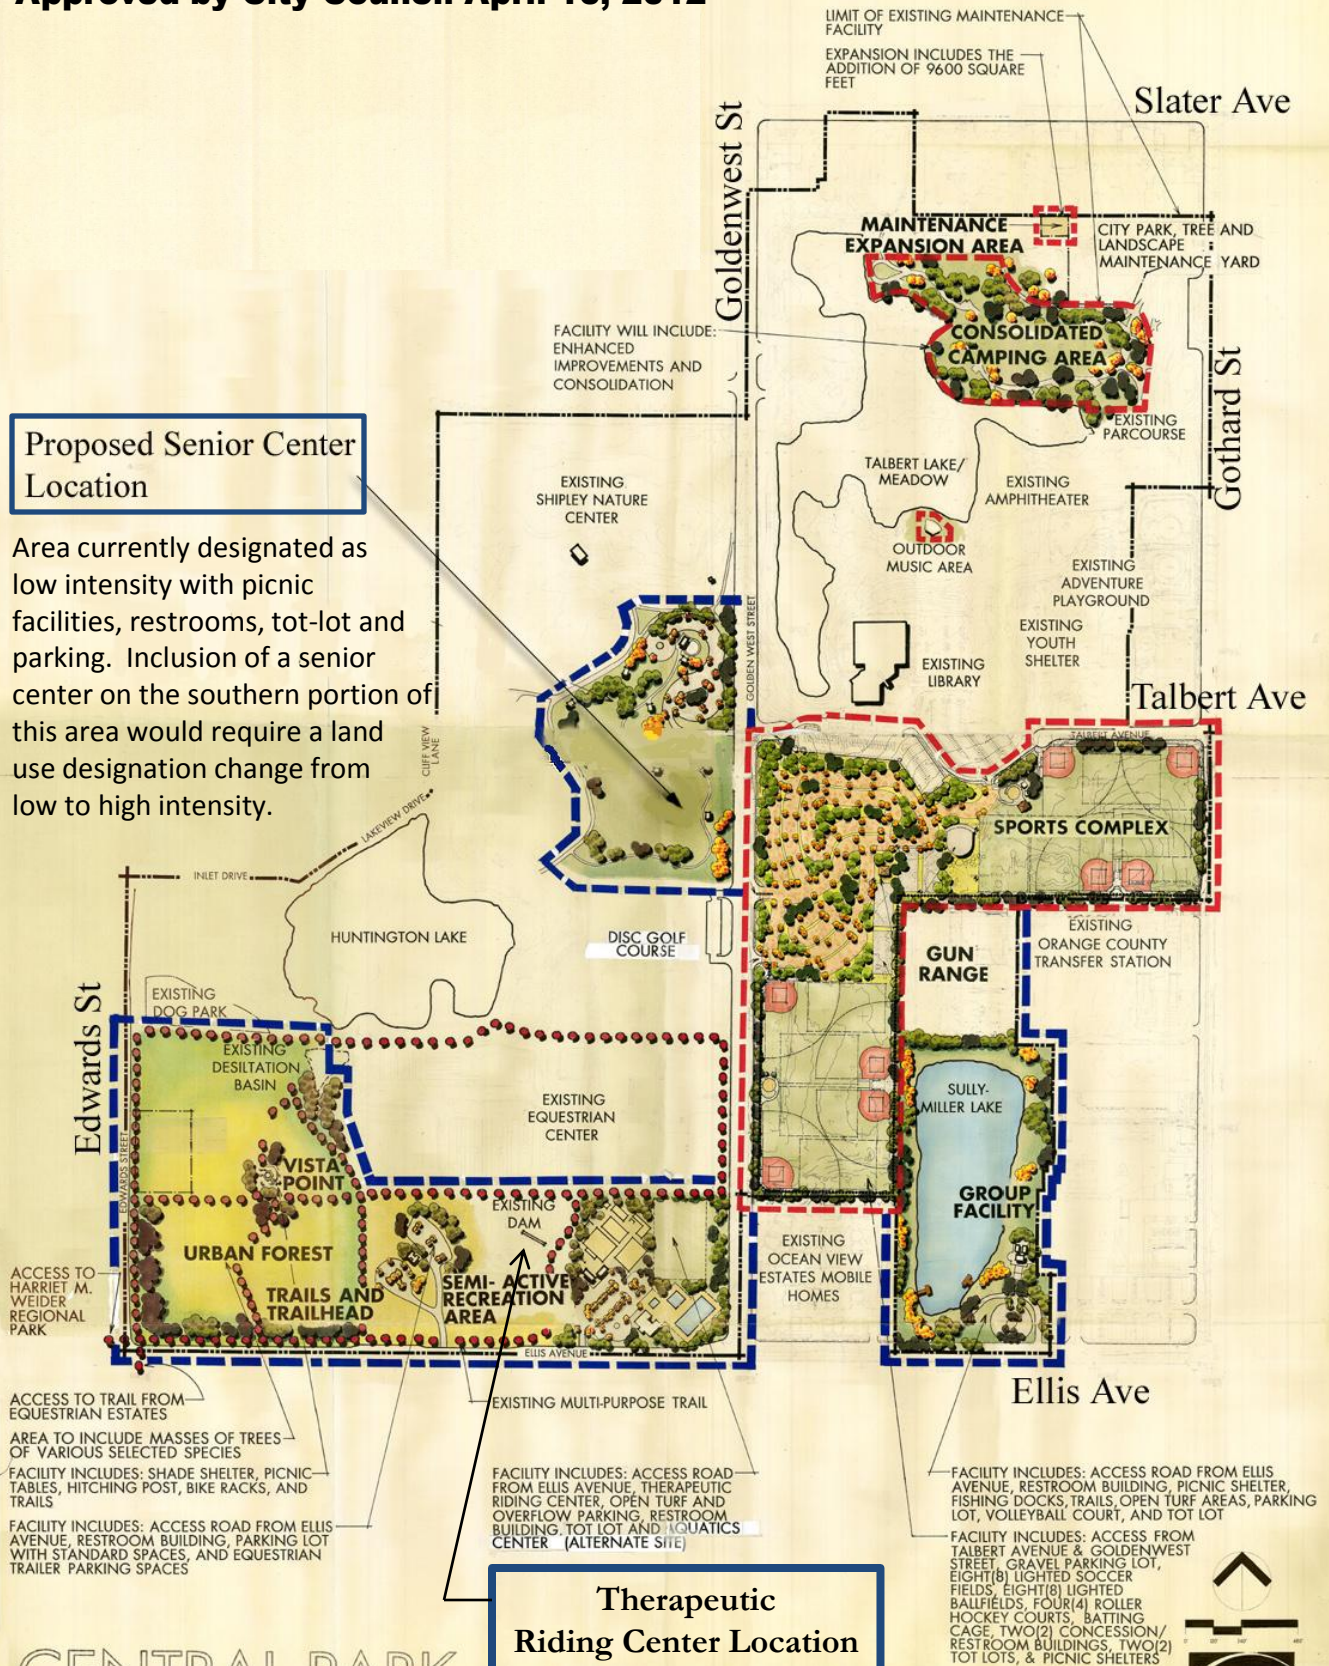 Approved by City Council April 16, 2012
LIMIT OF EXISTING MAINTENANCE
FACILITY
EXPANSION INCLUDES THE
ADDITION OF 9600 SQUARE
FEET
Slater Ave
Goldenwest St
MAINTENANCE
EXPANSION AREA
CITY PARK, TREE AND
LANDSCAPE
MAINTENANCE YARD
FACILITY WILL INCLUDE:
ENHANCED
IMPROVEMENTS AND
CONSOLIDATION
CONSOLIDATED
CAMPING AREA
Gothard St
EXISTING
PARCOURSE
Proposed Senior Center
Location
Area currently designated as
low intensity with picnic
facilities, restrooms, tot-lot and
parking. Inclusion of a senior
center on the southern portion of
this area would require a land
use designation change from
low to high intensity.
EXISTING
SHIPLEY NATURE
CENTER
TALBERT LAKE/
MEADOW
EXISTING
AMPHITHEATER
OUTDOOR
MUSIC AREA
EXISTING
ADVENTURE
PLAYGROUND
EXISTING
YOUTH
SHELTER
GOLDEN WEST STREET
EXISTING
LIBRARY
Talbert Ave
TALBERT AVENUE
CLIFF VIEW
LANE
LAKEVIEW DRIVE
INLET DRIVE
SPORTS COMPLEX
HUNTINGTON LAKE
DISC GOLF
COURSE
GUN
RANGE
EXISTING
ORANGE COUNTY
TRANSFER STATION
Edwards St
EXISTING
DOG PARK
EXISTING
DESILTATION
BASIN
EXISTING
EQUESTRIAN
CENTER
SULLY-
MILLER LAKE
EDWARDS STREET
VISTA
POINT
GROUP
FACILITY
EXISTING
DAM
URBAN FOREST
TRAILS AND
TRAILHEAD
SEMI- ACTIVE
RECREATION
AREA
EXISTING
OCEAN VIEW
ESTATES MOBILE
HOMES
ACCESS TO
HARRIET M.
WEIDER
REGIONAL
PARK
ELLIS AVENUE
Ellis Ave
ACCESS TO TRAIL FROM
EQUESTRIAN ESTATES
EXISTING MULTI-PURPOSE TRAIL
AREA TO INCLUDE MASSES OF TREES
OF VARIOUS SELECTED SPECIES
FACILITY INCLUDES: SHADE SHELTER, PICNIC
TABLES, HITCHING POST, BIKE RACKS, AND
TRAILS
FACILITY INCLUDES: ACCESS ROAD FROM ELLIS
AVENUE, RESTROOM BUILDING, PARKING LOT
WITH STANDARD SPACES, AND EQUESTRIAN
TRAILER PARKING SPACES
FACILITY INCLUDES: ACCESS ROAD
FROM ELLIS AVENUE, THERAPEUTIC
RIDING CENTER, OPEN TURF AND
OVERFLOW PARKING, RESTROOM
BUILDING, TOT LOT AND AQUATICS
CENTER (ALTERNATE SITE)
FACILITY INCLUDES: ACCESS ROAD FROM ELLIS
AVENUE, RESTROOM BUILDING, PICNIC SHELTER,
FISHING DOCKS, TRAILS, OPEN TURF AREAS, PARKING
LOT, VOLLEYBALL COURT, AND TOT LOT
FACILITY INCLUDES: ACCESS FROM
TALBERT AVENUE & GOLDENWEST
STREET, GRAVEL PARKING LOT,
EIGHT(8) LIGHTED SOCCER
FIELDS, EIGHT(8) LIGHTED
BALLFIELDS, FOUR(4) ROLLER
HOCKEY COURTS, BATTING
CAGE, TWO(2) CONCESSION/
RESTROOM BUILDINGS, TWO(2)
TOT LOTS, & PICNIC SHELTERS
Therapeutic
Riding Center Location
CENTRAL PARK